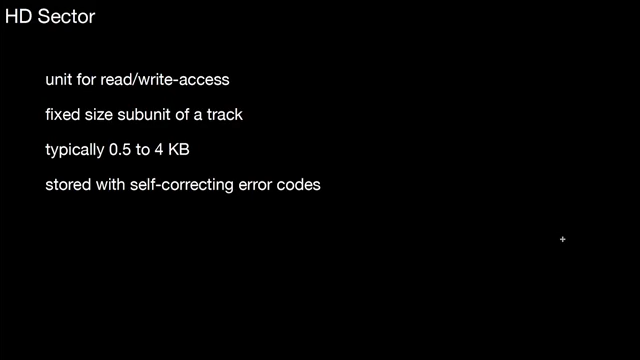 HD Sector
unit for read/write-access
fixed size subunit of a track
typically 0.5 to 4 KB
stored with self-correcting error codes